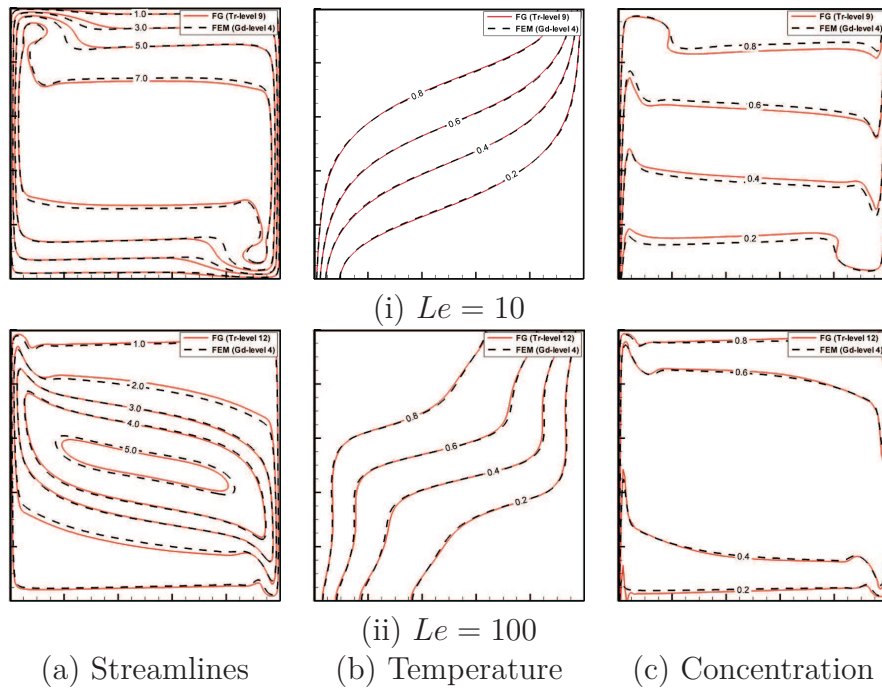 1.0
FG (Tr-level 9)
3.0
FEM (Gd-level 4)
5.0
7.0
FG (Tr-level 9)
FEM (Gd-level 4)
0.8
0.6
0.4
0.2
FG (Tr-level 9)
FEM (Gd-level 4)
0.8
0.6
0.4
0.2
(i) Le = 10
1.0
FG (Tr-level 12)
FEM (Gd-level 4)
2.0
3.0
4.0
5.0
FG (Tr-level 12)
FEM (Gd-level 4)
0.8
0.6
0.4
0.2
FG (Tr-level 12)
0.8
FEM (Gd-level 4)
0.6
0.4
0.2
(ii) Le = 100
(a) Streamlines
(b) Temperature
(c) Concentration